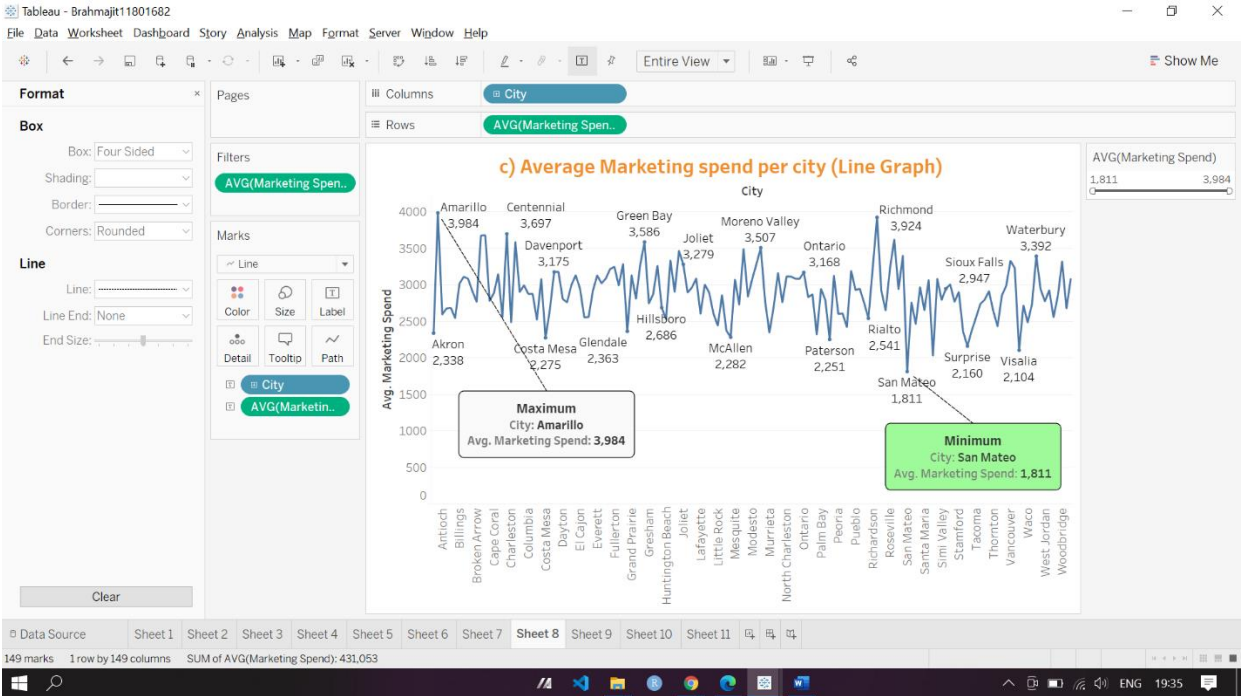 Tableau - Brahmajit11801682
File Data Worksheet Dashboard Story Analysis Map Format Server Window Help
Entire View
Show Me
Format
Box
Box: Four Sided
Shading:
Border:
Corners: Rounded
Line
Line:
Line End: None
End Size:
Clear
Pages
Filters
AVG(Marketing Spen..
Marks
Line
Color Size Label
Detail Tooltip Path
City
AVG(Marketin..
Columns City
Rows AVG(Marketing Spen..
c) Average Marketing spend per city (Line Graph)
City
Avg. Marketing Spend
4000
3500
3000
2500
2000
1500
1000
500
0
Amarillo
3,984
Centennial
3,697
Davenport
3,175
Green Bay
3,586
Joliet
3,279
Moreno Valley
3,507
Ontario
3,168
Richmond
3,924
Sioux Falls
2,947
Waterbury
3,392
Akron
2,338
Costa Mesa
2,275
Glendale
2,363
Hillsboro
2,686
McAllen
2,282
Paterson
2,251
Rialto
2,541
San Mateo
1,811
Surprise
2,160
Visalia
2,104
Maximum
City: Amarillo
Avg. Marketing Spend: 3,984
Minimum
City: San Mateo
Avg. Marketing Spend: 1,811
Antioch
Billings
Broken Arrow
Cape Coral
Charleston
Columbia
Costa Mesa
Dayton
El Cajon
Everett
Fullerton
Grand Prairie
Gresham
Huntington Beach
Joliet
Lafayette
Little Rock
Mesquite
Modesto
Murrieta
North Charleston
Ontario
Palm Bay
Peoria
Pueblo
Richardson
Roseville
San Mateo
Santa Maria
Simi Valley
Stamford
Tacoma
Thornton
Vancouver
Waco
West Jordan
Woodbridge
AVG(Marketing Spend)
1,811 3,984
Data Source Sheet 1 Sheet 2 Sheet 3 Sheet 4 Sheet 5 Sheet 6 Sheet 7 Sheet 8 Sheet 9 Sheet 10 Sheet 11
149 marks 1 row by 149 columns SUM of AVG(Marketing Spend): 431,053
ENG 19:35